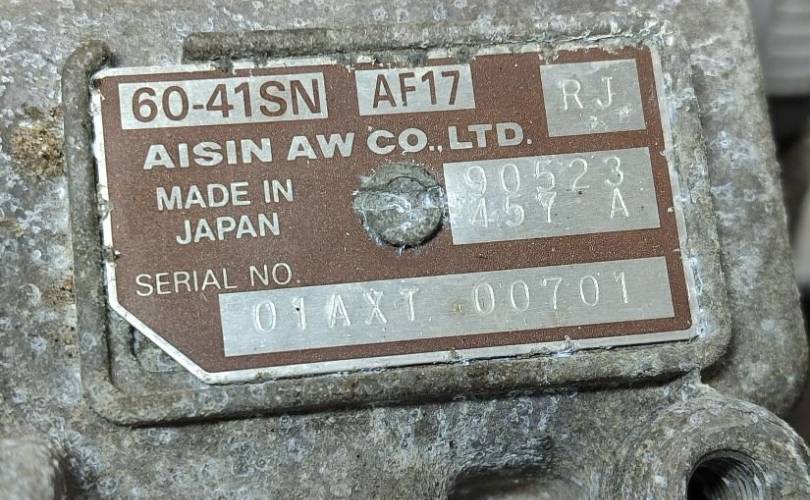 60-41SN AF17 RJ
AISIN AW CO., LTD.
MADE IN
JAPAN
90523
457 A
SERIAL NO.
01AXT 00701